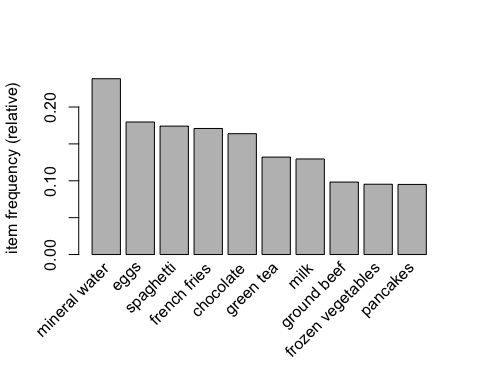 item frequency (relative)
0.20
0.10
0.00
mineral water
eggs
spaghetti
french fries
chocolate
green tea
milk
ground beef
frozen vegetables
pancakes